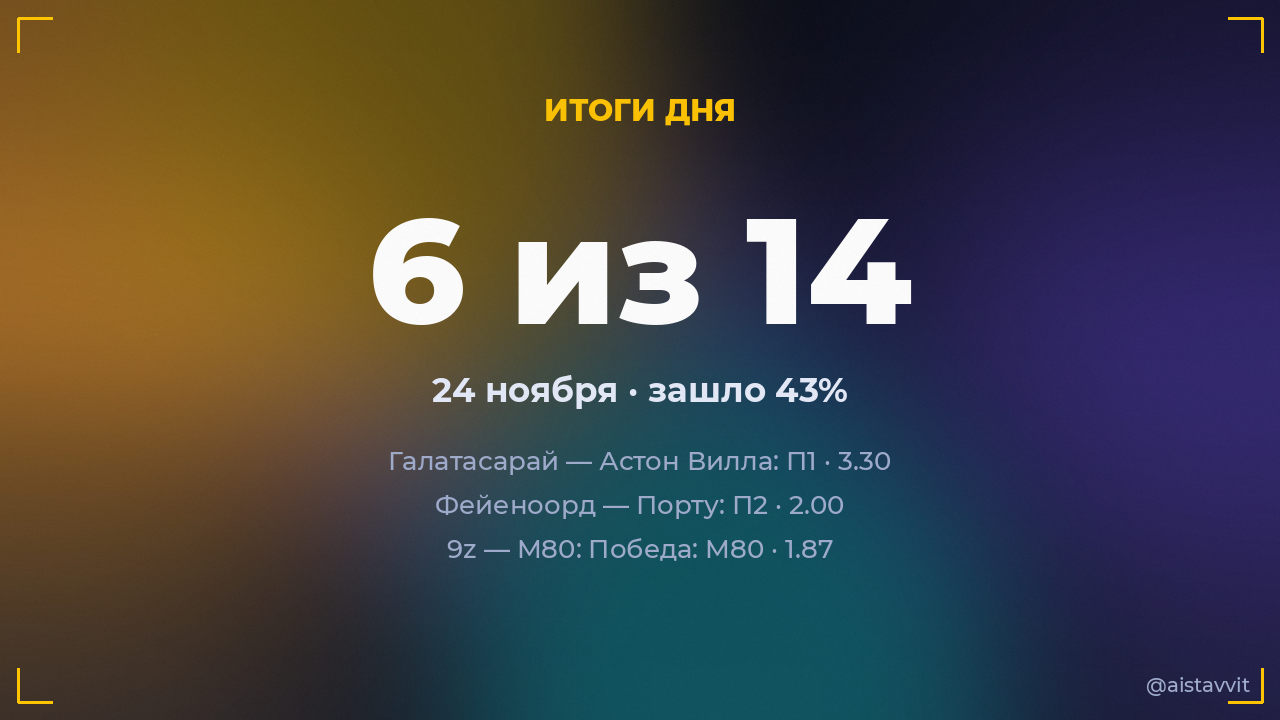 ИТОГИ ДНЯ
6 из 14
24 ноября · зашло 43%
Галатасарай — Астон Вилла: П1 · 3.30
Фейеноорд — Порту: П2 · 2.00
9z — M80: Победа: M80 · 1.87
@aistavvit